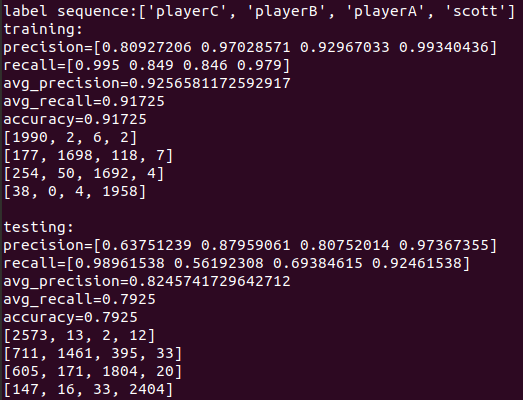 label sequence:['playerC', 'playerB', 'playerA', 'scott']
training:
precision=[0.80927206 0.97028571 0.92967033 0.99340436]
recall=[0.995 0.849 0.846 0.979]
avg_precision=0.9256581172592917
avg_recall=0.91725
accuracy=0.91725
[1990, 2, 6, 2]
[177, 1698, 118, 7]
[254, 50, 1692, 4]
[38, 0, 4, 1958]
testing:
precision=[0.63751239 0.87959061 0.80752014 0.97367355]
recall=[0.98961538 0.56192308 0.69384615 0.92461538]
avg_precision=0.8245741729642712
avg_recall=0.7925
accuracy=0.7925
[2573, 13, 2, 12]
[711, 1461, 395, 33]
[605, 171, 1804, 20]
[147, 16, 33, 2404]